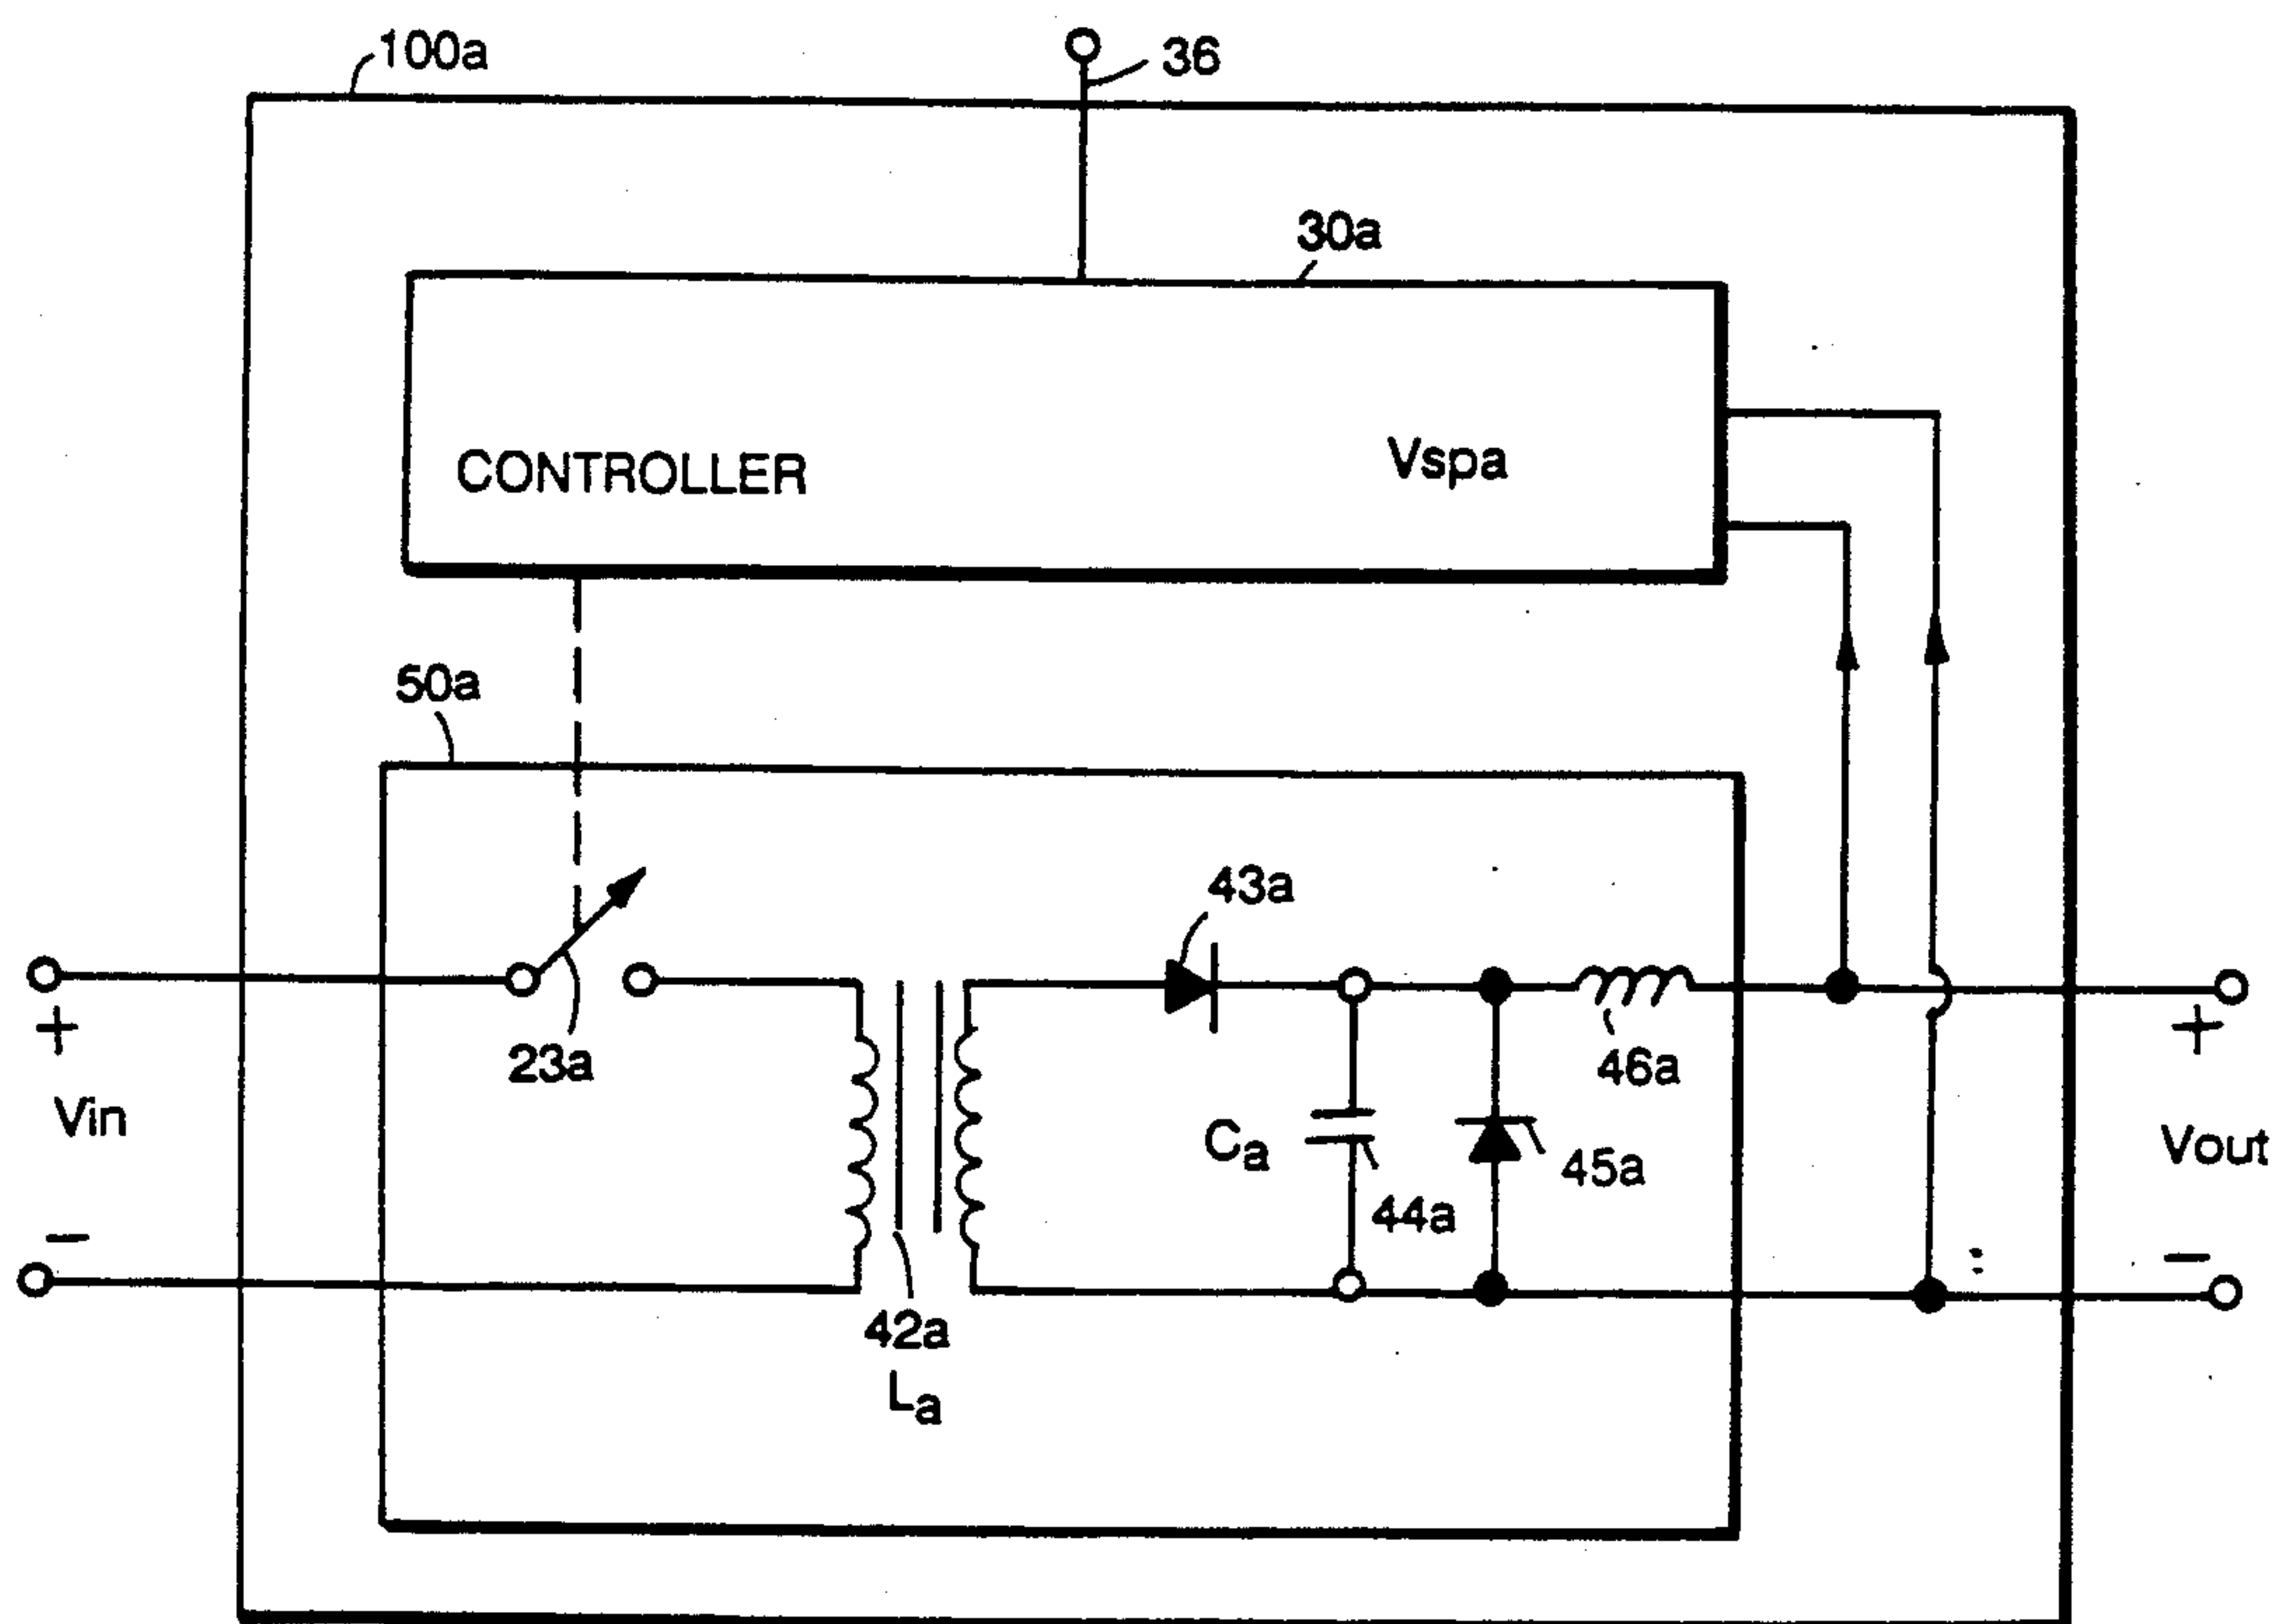 100a
36
30a
CONTROLLER
Vspa
50a
43a
+
23a
46a
+
Vin
Ca
45a
Vout
44a
−
−
42a
La